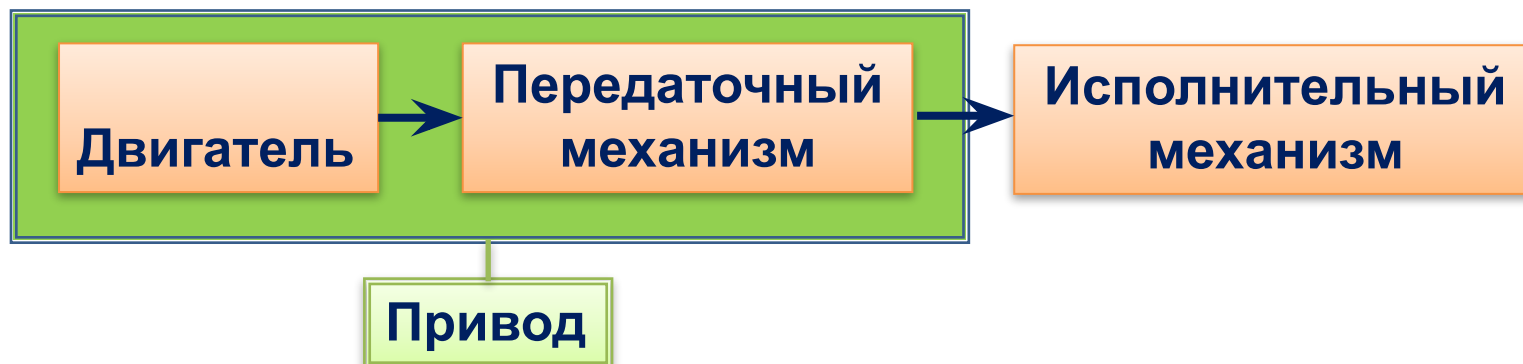 Двигатель
Передаточный
механизм
Исполнительный
механизм
Привод